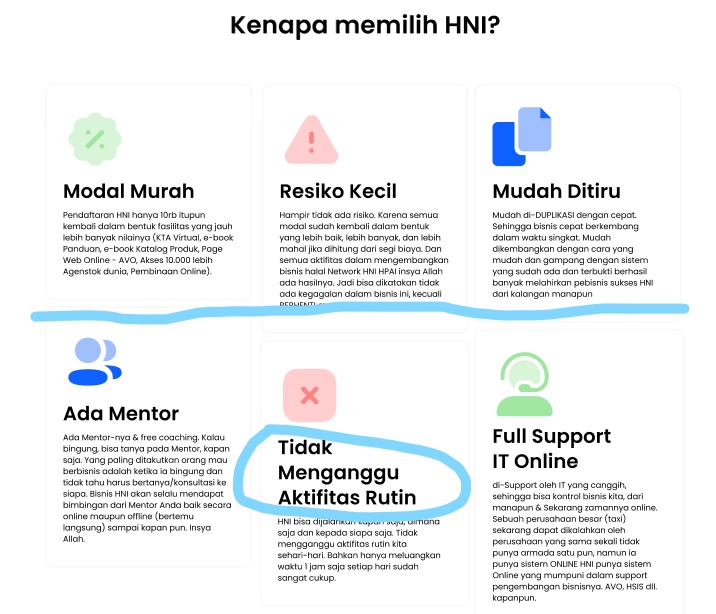 Kenapa memilih HNI?
Modal Murah
Pendaftaran HNI hanya 10rb itupun
kembali dalam bentuk fasilitas yang jauh
lebih banyak nilainya (KTA Virtual, e-book
Panduan, e-book Katalog Produk, Page
Web Online - AVO, Akses 10.000 lebih
Agenstok dunia, Pembinaan Online).
Resiko Kecil
Hampir tidak ada risiko. Karena semua
modal sudah kembali dalam bentuk
yang lebih baik, lebih banyak, dan lebih
mahal jika dihitung dari segi biaya. Dan
semua aktifitas dalam mengembangkan
bisnis halal Network HNI HPAI insya Allah
ada hasilnya. Jadi bisa dikatakan tidak
ada kegagalan dalam bisnis ini, kecuali
Mudah Ditiru
Mudah di-DUPLIKASI dengan cepat.
Sehingga bisnis cepat berkembang
dalam waktu singkat. Mudah
dikembangkan dengan cara yang
mudah dan gampang dengan sistem
yang sudah ada dan terbukti berhasil
banyak melahirkan pebisnis sukses HNI
dari kalangan manapun
Ada Mentor
Ada Mentor-nya & free coaching. Kalau
bingung, bisa tanya pada Mentor, kapan
saja. Yang paling ditakutkan orang mau
berbisnis adalah ketika ia bingung dan
tidak tahu harus bertanya/konsultasi ke
siapa. Bisnis HNI akan selalu mendapat
bimbingan dari Mentor Anda baik secara
online maupun offline (bertemu
langsung) sampai kapan pun. Insya
Allah.
Tidak
Menganggu
Aktifitas Rutin
HNI bisa dijalankan kapan saja, dimana
saja dan kepada siapa saja. Tidak
mengganggu aktifitas rutin kita
sehari-hari. Bahkan hanya meluangkan
waktu 1 jam saja setiap hari sudah
sangat cukup.
Full Support
IT Online
di-Support oleh IT yang canggih,
sehingga bisa kontrol bisnis kita, dari
manapun & Sekarang zamannya online.
Sebuah perusahaan besar (taxi)
sekarang dapat dikalahkan oleh
perusahaan yang sama sekali tidak
punya armada satu pun, namun ia
punya sistem ONLINE HNI punya sistem
Online yang mumpuni dalam support
pengembangan bisnisnya. AVO, HSIS dll.
kapanpun.